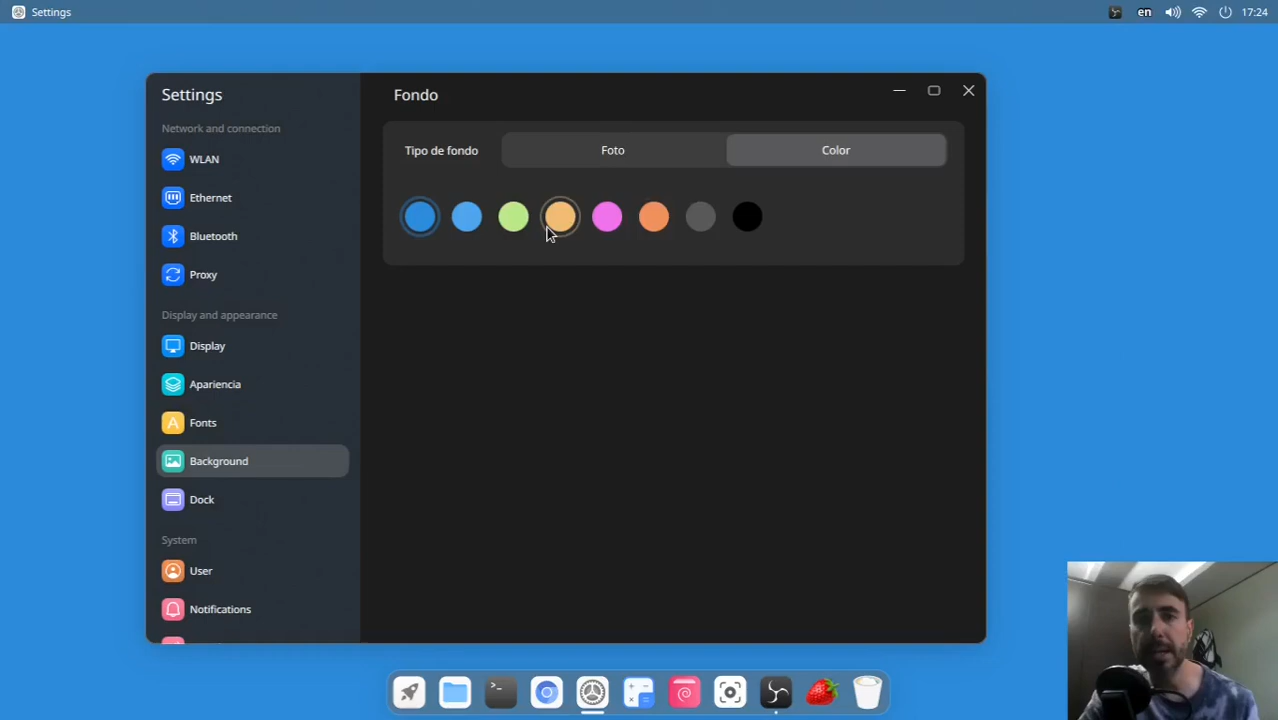 Settings
en
17:24
Settings
Network and connection
WLAN
Ethernet
Bluetooth
Proxy
Display and appearance
Display
Apariencia
Fonts
Background
Dock
System
User
Notifications
Fondo
Tipo de fondo
Foto
Color